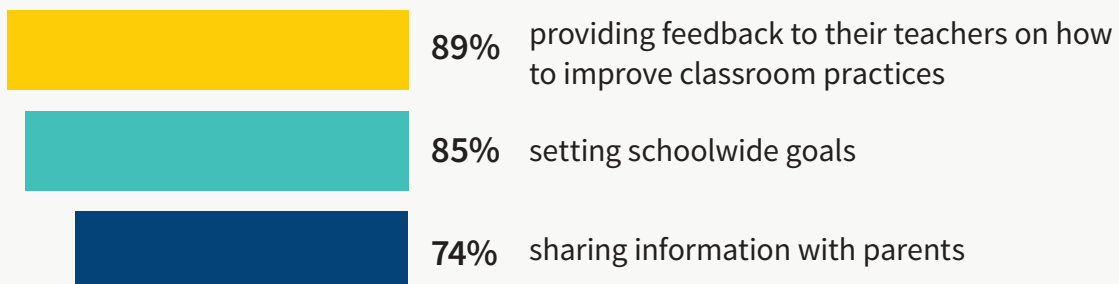 89% providing feedback to their teachers on how
to improve classroom practices
85% setting schoolwide goals
74% sharing information with parents